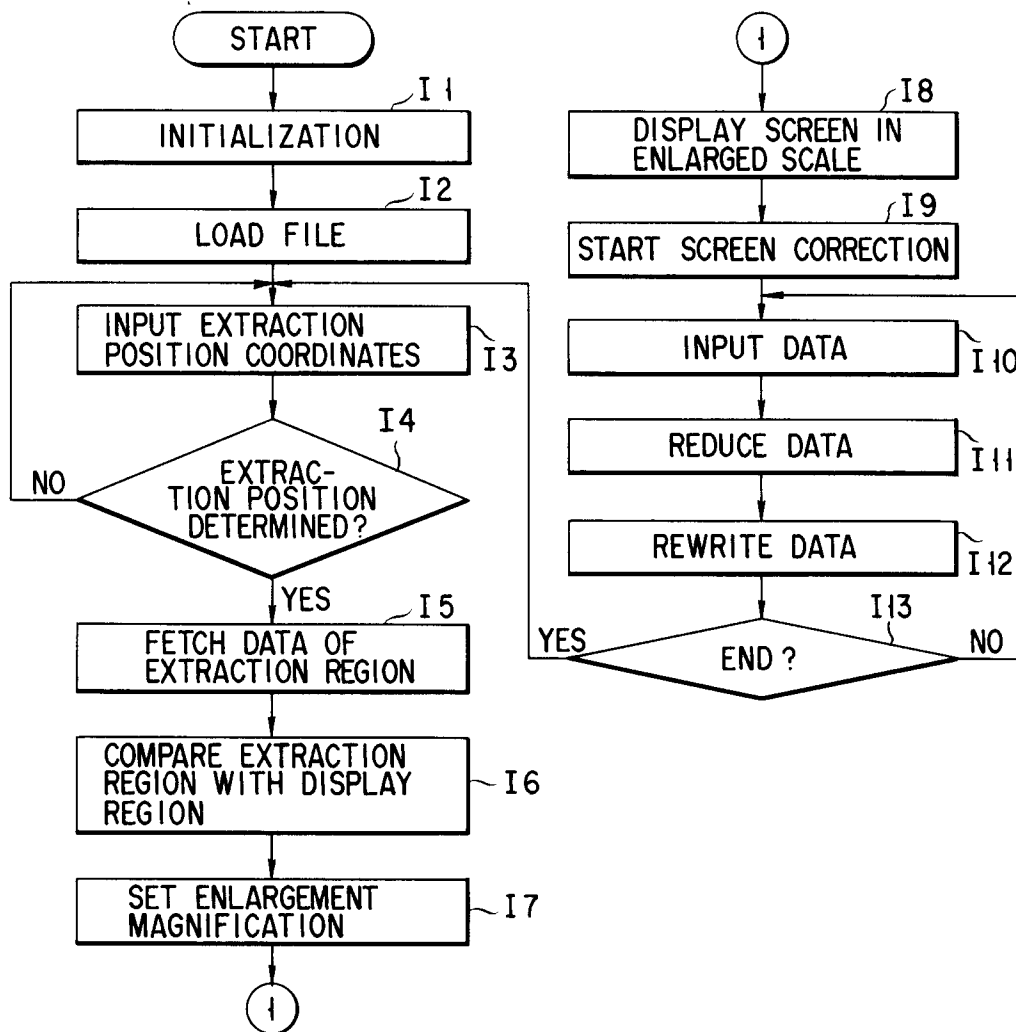 START
I1
INITIALIZATION
I2
LOAD FILE
INPUT EXTRACTION
POSITION COORDINATES
I3
I4
EXTRAC-
TION POSITION
DETERMINED?
NO
YES
I5
FETCH DATA OF
EXTRACTION REGION
COMPARE EXTRACTION
REGION WITH DISPLAY
REGION
I6
SET ENLARGEMENT
MAGNIFICATION
I7
1
1
I8
DISPLAY SCREEN IN
ENLARGED SCALE
I9
START SCREEN CORRECTION
INPUT DATA
I10
REDUCE DATA
I11
REWRITE DATA
I12
I13
YES
END?
NO